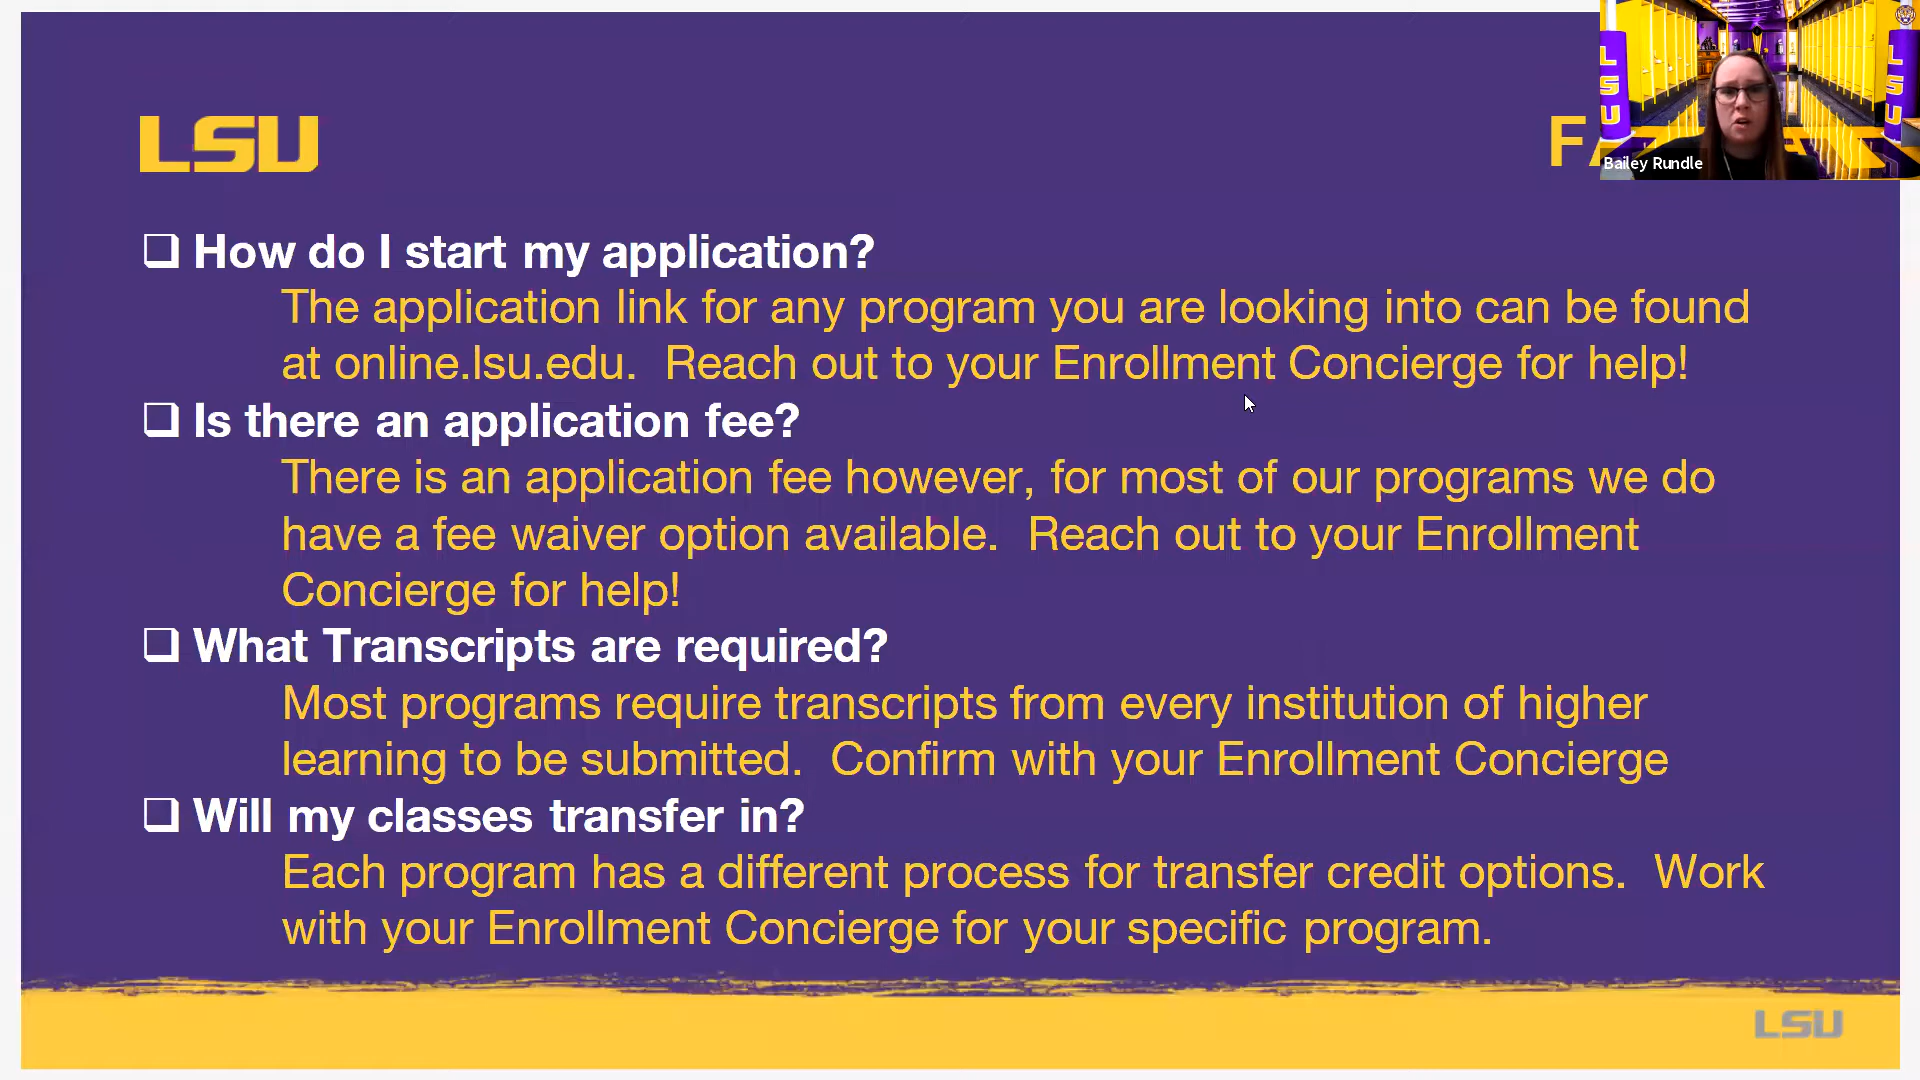 LSU
F
L
S
U
L
S
U
Bailey Rundle
❑ How do I start my application?
The application link for any program you are looking into can be found
at online.lsu.edu.  Reach out to your Enrollment Concierge for help!
❑ Is there an application fee?
There is an application fee however, for most of our programs we do
have a fee waiver option available.  Reach out to your Enrollment
Concierge for help!
❑ What Transcripts are required?
Most programs require transcripts from every institution of higher
learning to be submitted.  Confirm with your Enrollment Concierge
❑ Will my classes transfer in?
Each program has a different process for transfer credit options.  Work
with your Enrollment Concierge for your specific program.
LSU